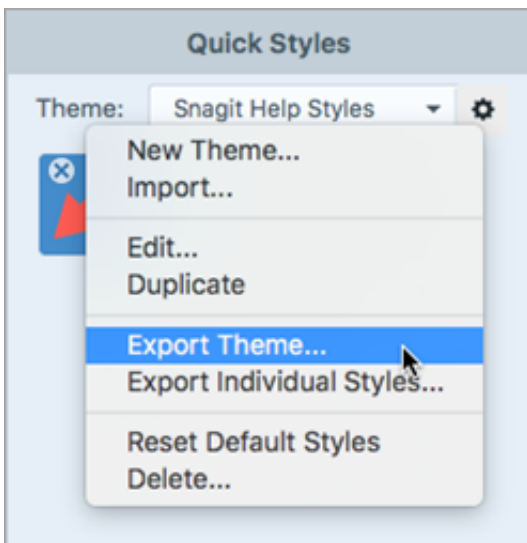 Quick Styles
Theme: Snagit Help Styles
New Theme...
Import...
Edit...
Duplicate
Export Theme...
Export Individual Styles...
Reset Default Styles
Delete...